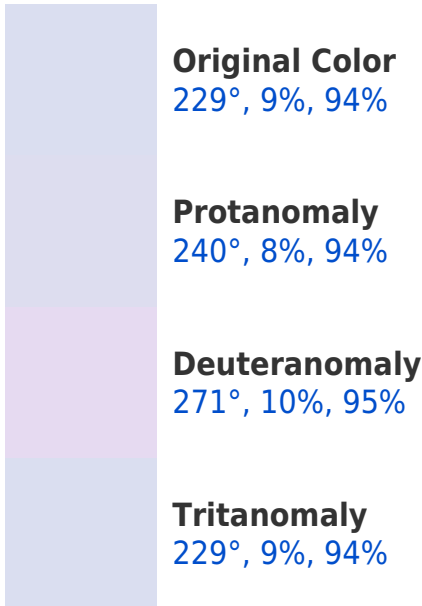 Original Color
229°, 9%, 94%
Protanomaly
240°, 8%, 94%
Deuteranomaly
271°, 10%, 95%
Tritanomaly
229°, 9%, 94%